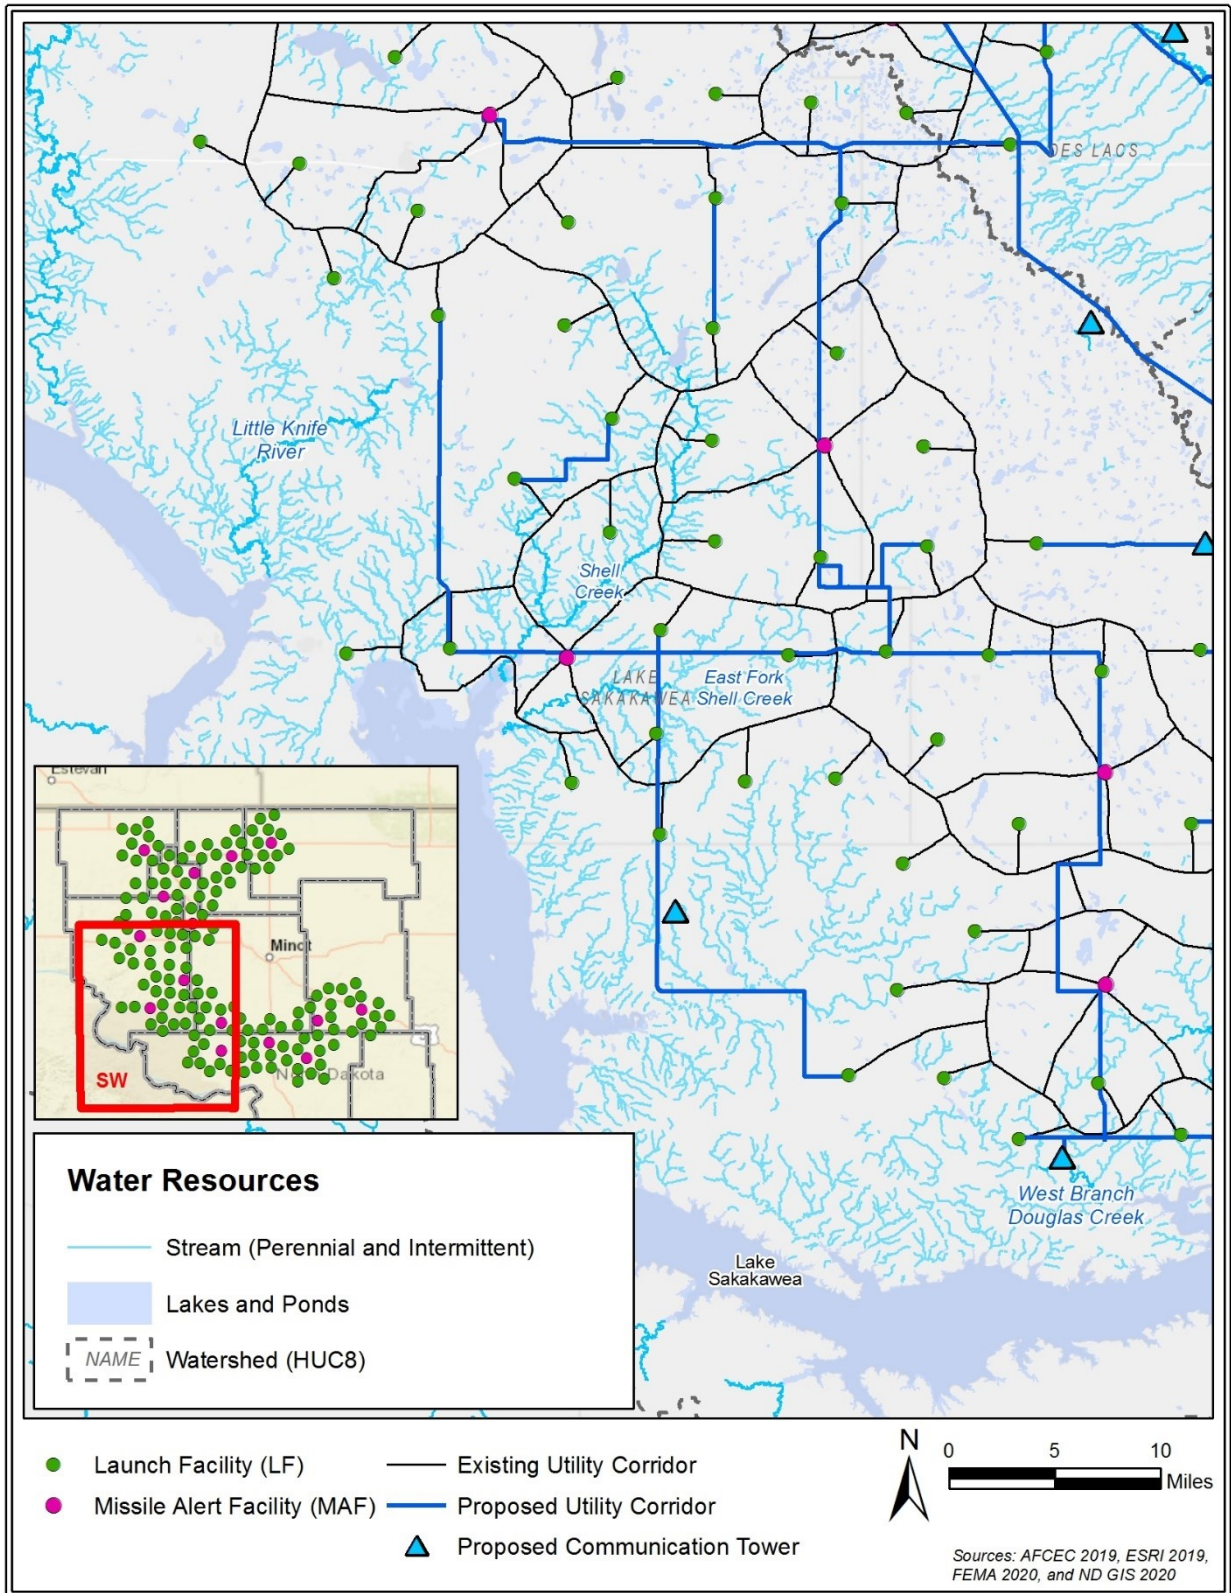 DES LACS
Little Knife
River
Shell
Creek
LAKE
SAKAKAWEA
East Fork
Shell Creek
Estevan
Minot
North Dakota
SW
West Branch
Douglas Creek
Lake
Sakakawea
Water Resources
Stream (Perennial and Intermittent)
Lakes and Ponds
NAME
Watershed (HUC8)
Launch Facility (LF)
Missile Alert Facility (MAF)
Existing Utility Corridor
Proposed Utility Corridor
Proposed Communication Tower
N
0 5 10
Miles
Sources: AFCEC 2019, ESRI 2019,
FEMA 2020, and ND GIS 2020